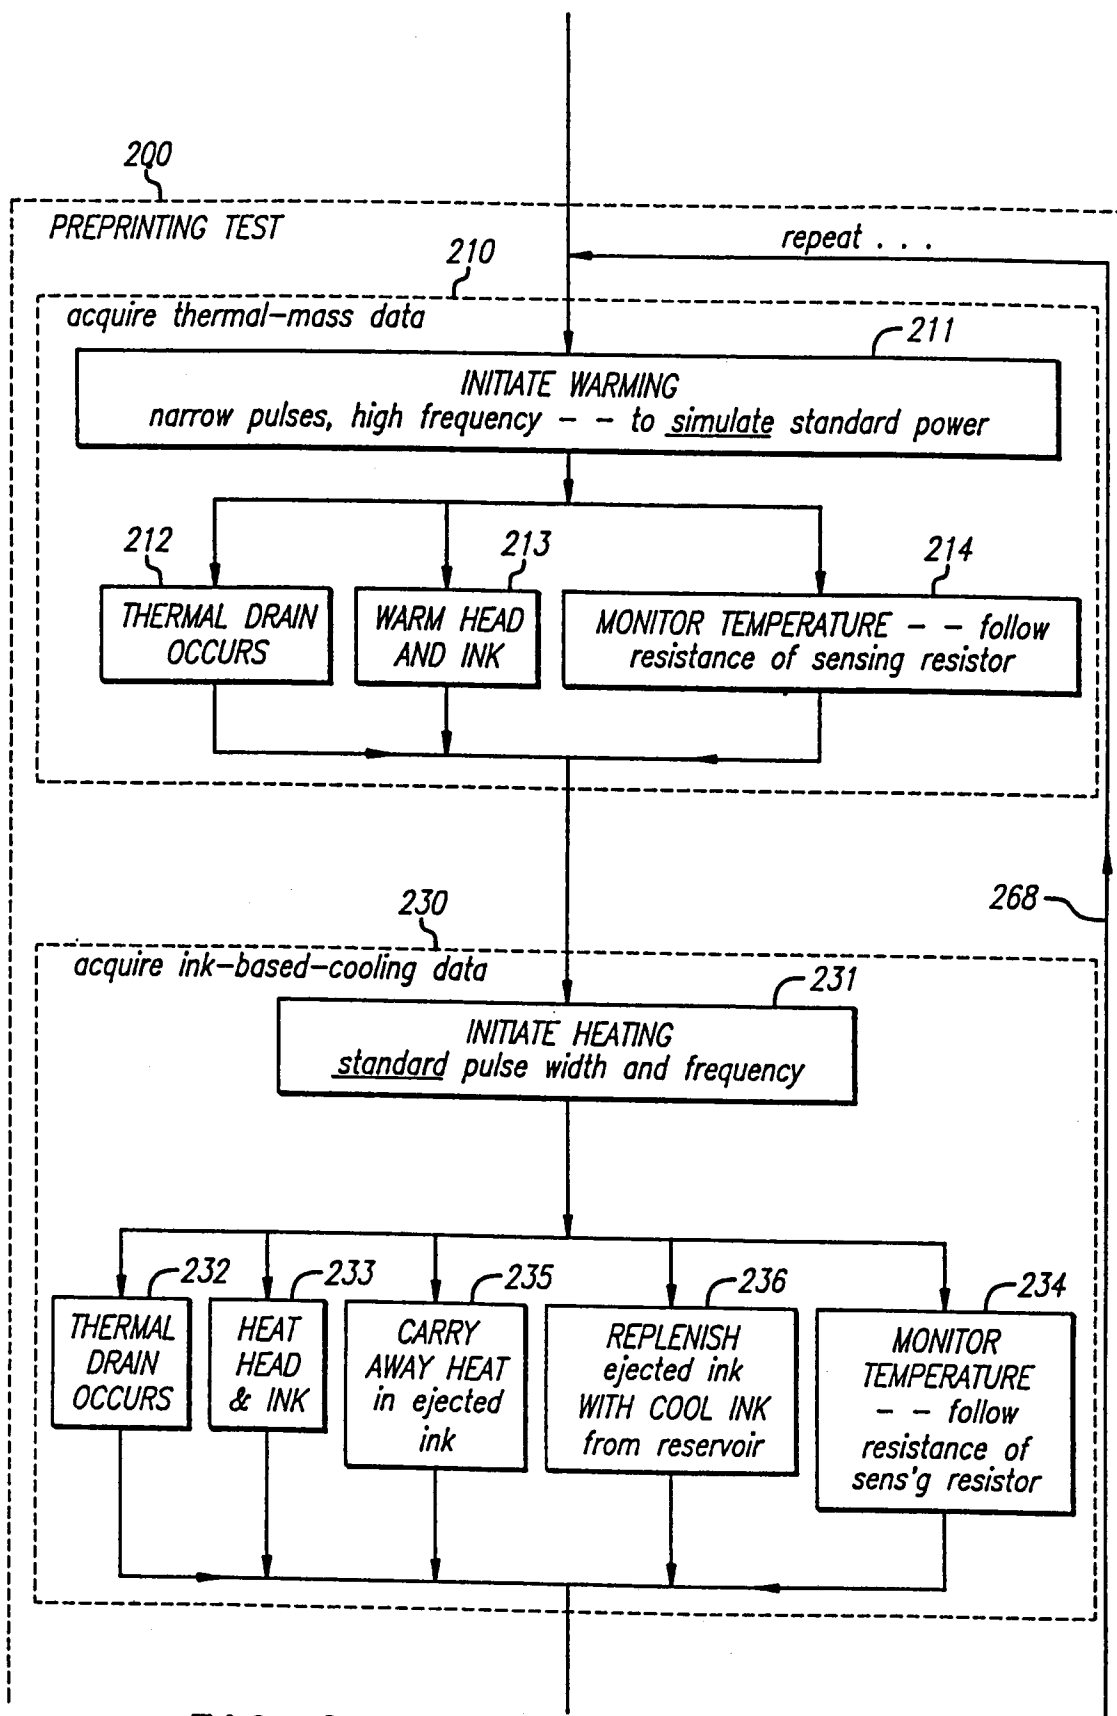 200
PREPRINTING TEST
repeat . . .
210
acquire thermal-mass data
211
INITIATE WARMING
narrow pulses, high frequency - - to simulate standard power
212
213
214
THERMAL DRAIN
OCCURS
WARM HEAD
AND INK
MONITOR TEMPERATURE - - follow
resistance of sensing resistor
268
230
acquire ink-based-cooling data
231
INITIATE HEATING
standard pulse width and frequency
232
233
235
236
234
THERMAL
DRAIN
OCCURS
HEAT
HEAD
& INK
CARRY
AWAY HEAT
in ejected
ink
REPLENISH
ejected ink
WITH COOL INK
from reservoir
MONITOR
TEMPERATURE
- - follow
resistance of
sens'g resistor